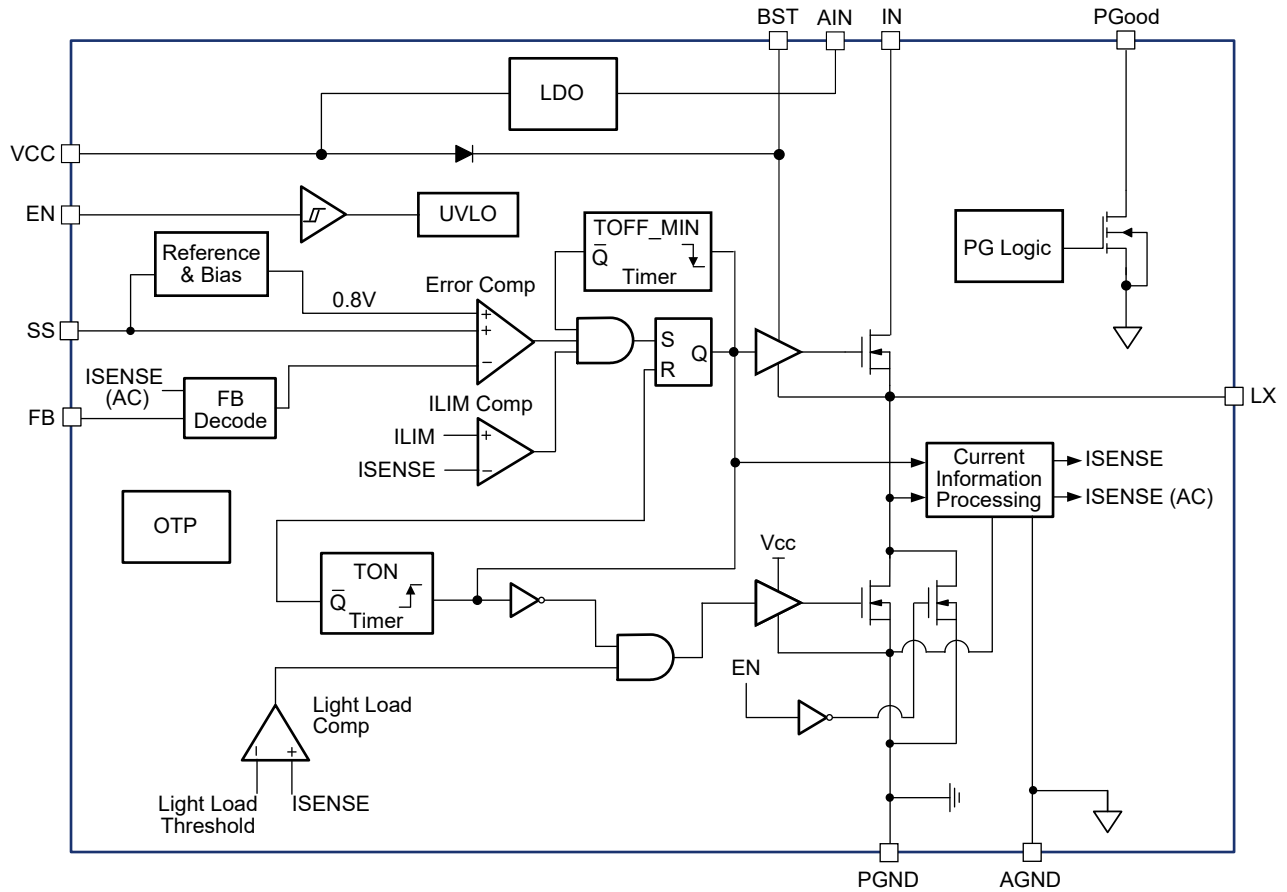 BST
AIN
IN
PGood
LDO
VCC
EN
UVLO
TOFF_MIN
Q̅
Timer
PG Logic
Reference
& Bias
Error Comp
0.8V
SS
+
+
−
S
R
Q
ISENSE
(AC)
FB
Decode
FB
LX
ILIM Comp
ILIM
+
ISENSE
−
Current
Information
Processing
ISENSE
ISENSE (AC)
OTP
Vcc
TON
Q̅
Timer
EN
Light Load
Comp
−
+
Light Load
Threshold
ISENSE
PGND
AGND